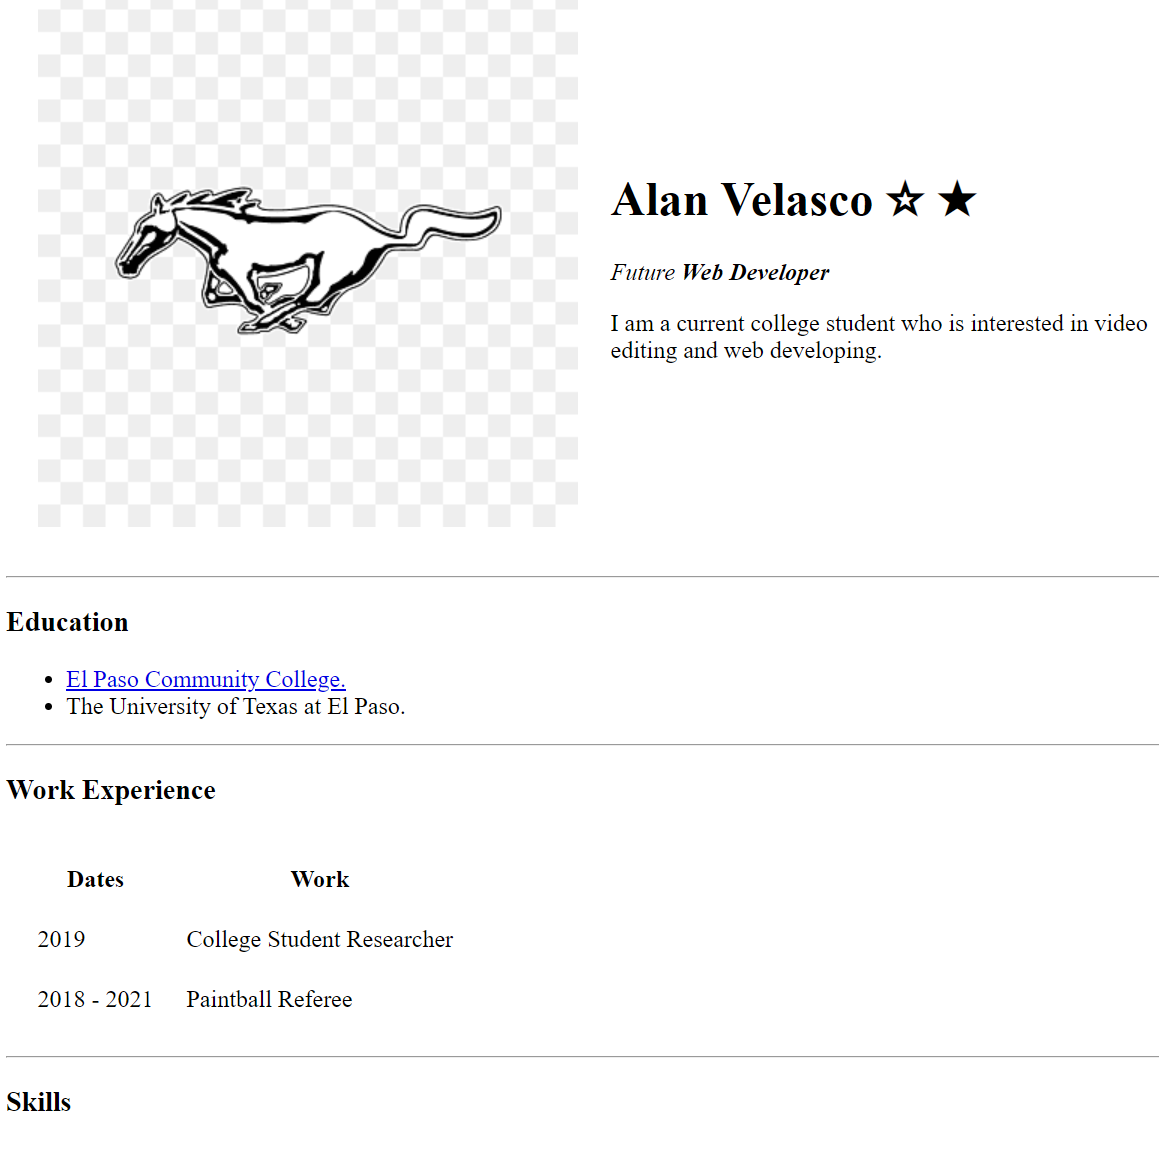 Alan Velasco ☆ ★
Future Web Developer
I am a current college student who is interested in video
editing and web developing.
Education
El Paso Community College.
The University of Texas at El Paso.
Work Experience
Dates Work
2019 College Student Researcher
2018 - 2021 Paintball Referee
Skills